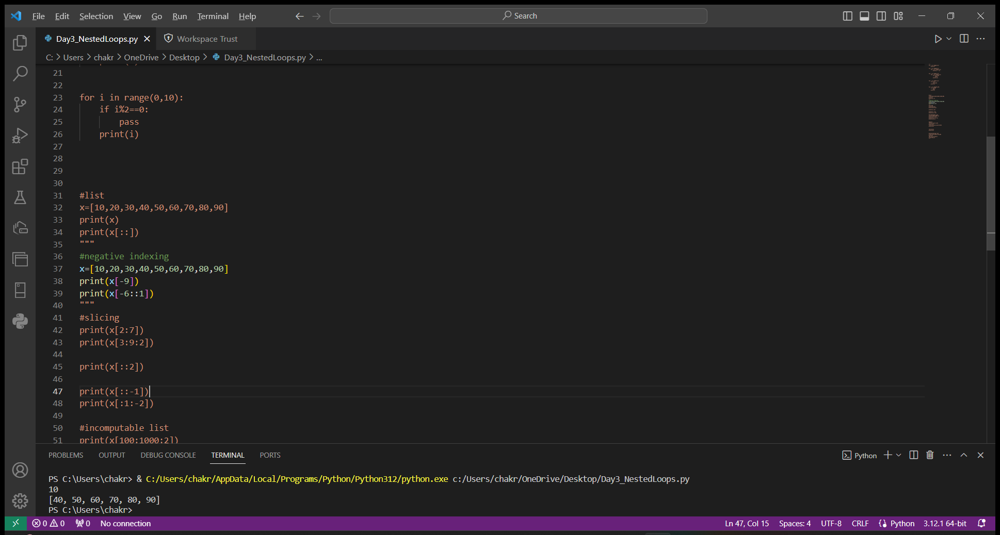 File Edit Selection View Go Run Terminal Help Search
Day3_NestedLoops.py Workspace Trust
C: > Users > chakr > OneDrive > Desktop > Day3_NestedLoops.py > ...
21
22
23 for i in range(0,10):
24     if i%2==0:
25         pass
26     print(i)
27
28
29
30
31 #list
32 x=[10,20,30,40,50,60,70,80,90]
33 print(x)
34 print(x[::])
35 """
36 #negative indexing
37 x=[10,20,30,40,50,60,70,80,90]
38 print(x[-9])
39 print(x[-6::1])
40 """
41 #slicing
42 print(x[2:7])
43 print(x[3:9:2])
44
45 print(x[::2])
46
47 print(x[::-1])
48 print(x[:1:-2])
49
50 #incomputable list
51 print(x[100:1000:2])
PROBLEMS OUTPUT DEBUG CONSOLE TERMINAL PORTS Python
PS C:\Users\chakr> & C:/Users/chakr/AppData/Local/Programs/Python/Python312/python.exe c:/Users/chakr/OneDrive/Desktop/Day3_NestedLoops.py
10
[40, 50, 60, 70, 80, 90]
PS C:\Users\chakr>
0 0 0 No connection Ln 47, Col 15 Spaces: 4 UTF-8 CRLF Python 3.12.1 64-bit